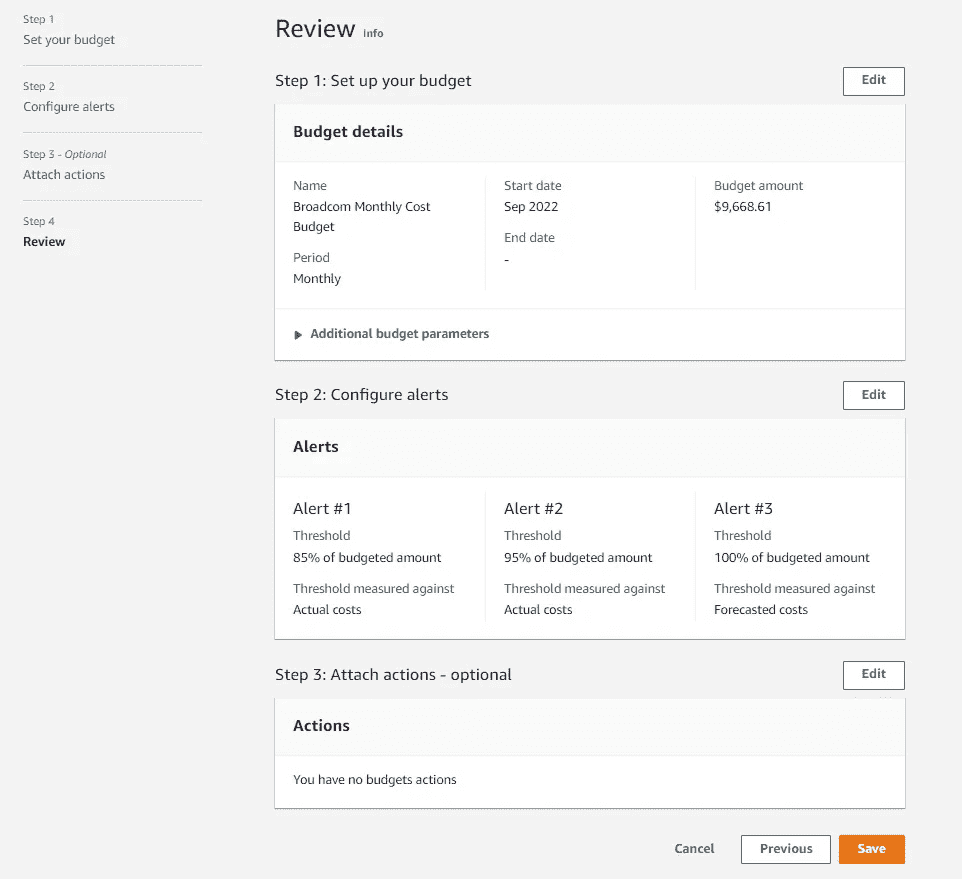 Step 1
Set your budget
Step 2
Configure alerts
Step 3 - Optional
Attach actions
Step 4
Review
Review Info
Step 1: Set up your budget
Edit
Budget details
Name
Broadcom Monthly Cost
Budget
Period
Monthly
Start date
Sep 2022
End date
-
Budget amount
$9,668.61
Additional budget parameters
Step 2: Configure alerts
Edit
Alerts
Alert #1
Threshold
85% of budgeted amount
Threshold measured against
Actual costs
Alert #2
Threshold
95% of budgeted amount
Threshold measured against
Actual costs
Alert #3
Threshold
100% of budgeted amount
Threshold measured against
Forecasted costs
Step 3: Attach actions - optional
Edit
Actions
You have no budgets actions
Cancel
Previous
Save